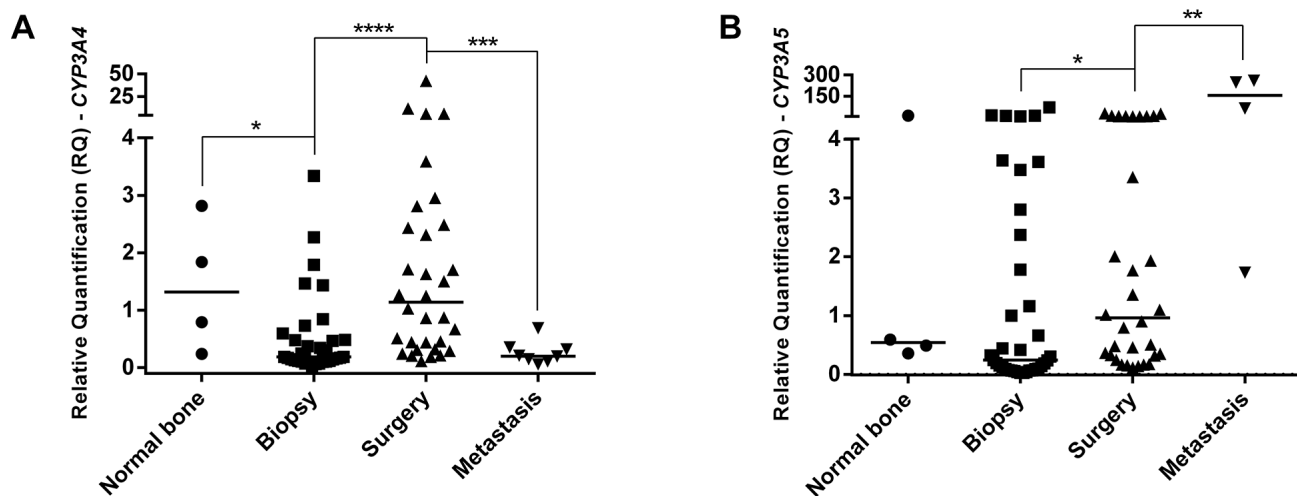 A
Relative Quantification (RQ) - CYP3A4
50
25
4
3
2
1
0
*
****
***
Normal bone
Biopsy
Surgery
Metastasis
B
Relative Quantification (RQ) - CYP3A5
300
150
4
3
2
1
0
*
**
Normal bone
Biopsy
Surgery
Metastasis